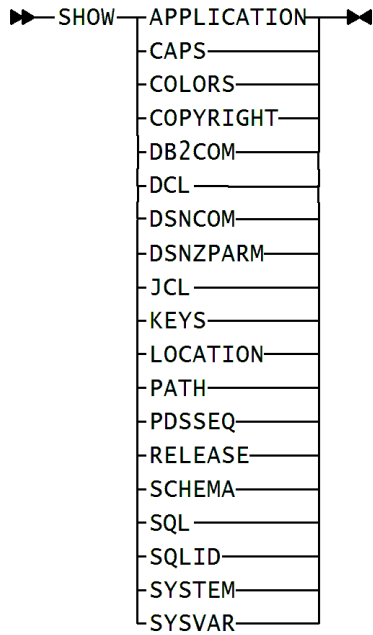 SHOW APPLICATION
CAPS
COLORS
COPYRIGHT
DB2COM
DCL
DSNCOM
DSNZPARM
JCL
KEYS
LOCATION
PATH
PDSSEQ
RELEASE
SCHEMA
SQL
SQLID
SYSTEM
SYSVAR